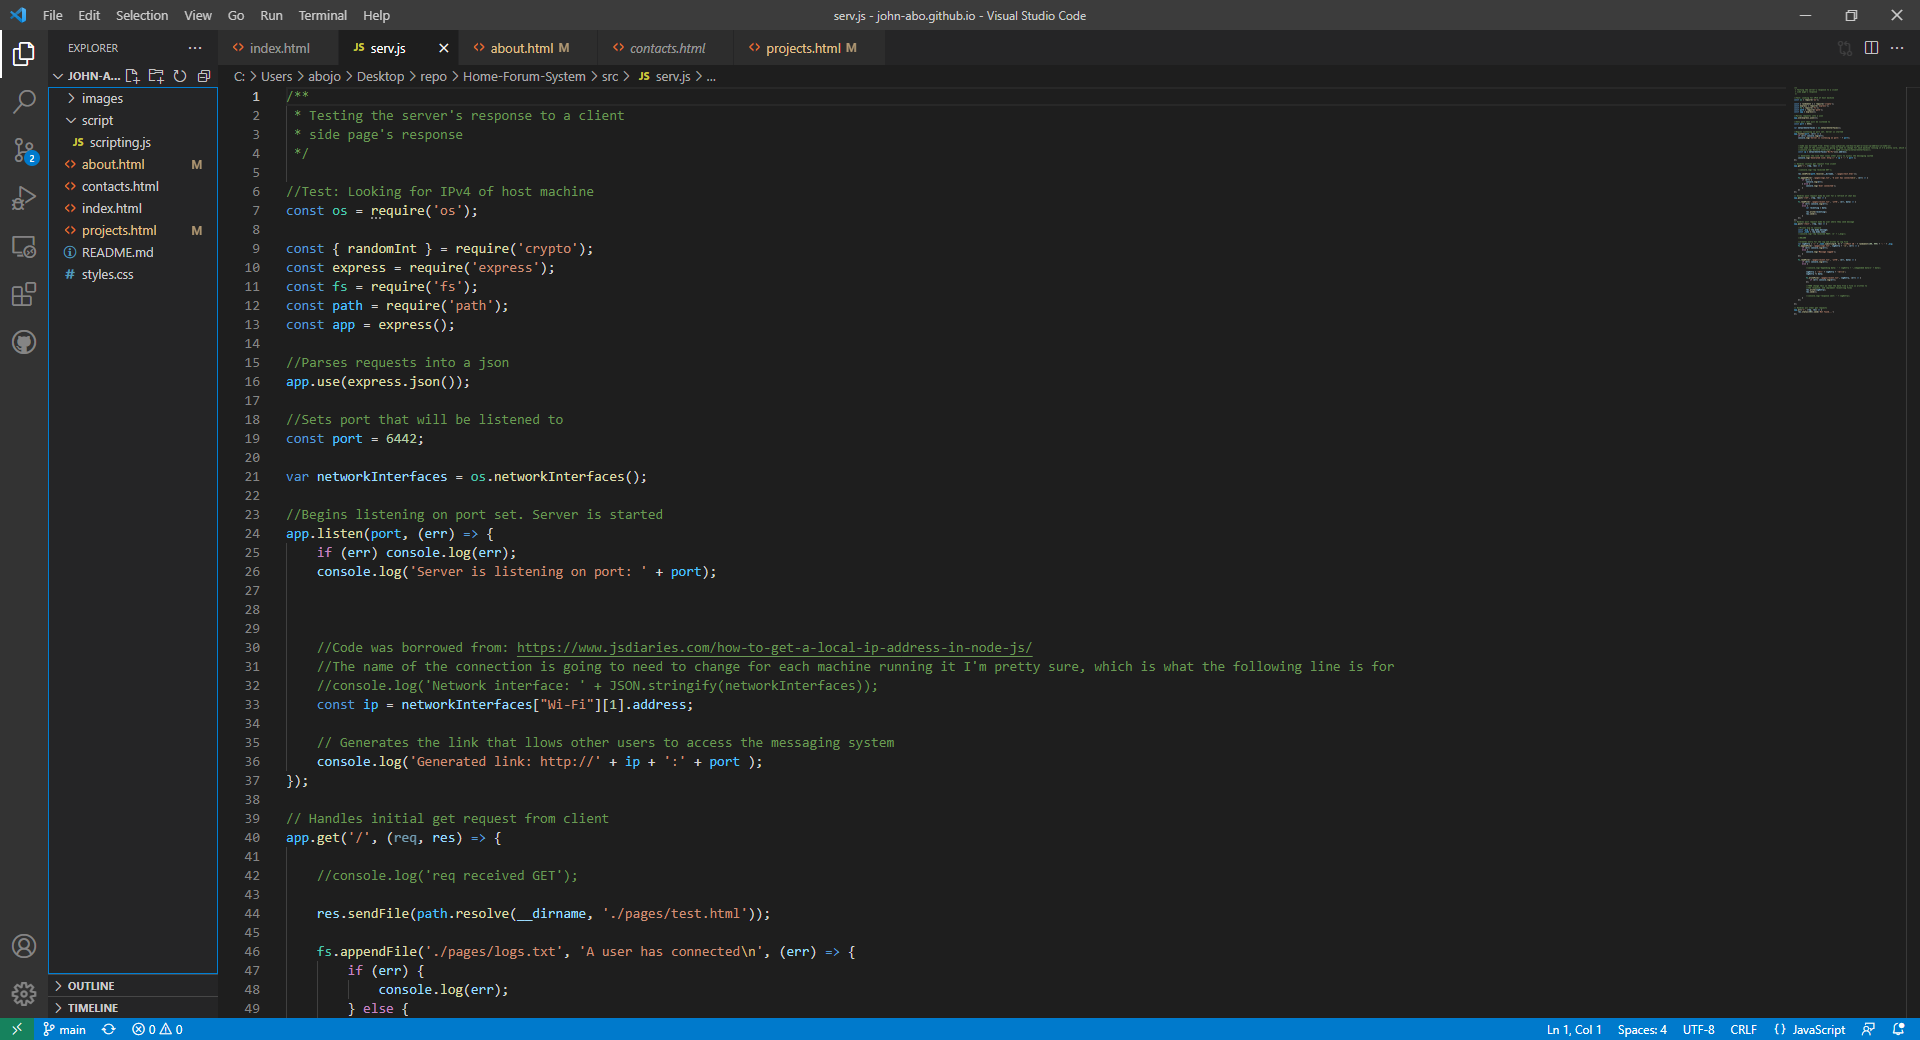 File Edit Selection View Go Run Terminal Help
serv.js - john-abo.github.io - Visual Studio Code
EXPLORER
index.html
JS serv.js
about.html M
contacts.html
projects.html M
JOHN-A...
C: > Users > abojo > Desktop > repo > Home-Forum-System > src > JS serv.js > ...
images
script
JS scripting.js
about.html M
contacts.html
index.html
projects.html M
README.md
# styles.css
2
OUTLINE
TIMELINE
1 /**
2 * Testing the server's response to a client
3 * side page's response
4 */
5
6 //Test: Looking for IPv4 of host machine
7 const os = require('os');
8
9 const { randomInt } = require('crypto');
10 const express = require('express');
11 const fs = require('fs');
12 const path = require('path');
13 const app = express();
14
15 //Parses requests into a json
16 app.use(express.json());
17
18 //Sets port that will be listened to
19 const port = 6442;
20
21 var networkInterfaces = os.networkInterfaces();
22
23 //Begins listening on port set. Server is started
24 app.listen(port, (err) => {
25 if (err) console.log(err);
26 console.log('Server is listening on port: ' + port);
27
28
29
30 //Code was borrowed from: https://www.jsdiaries.com/how-to-get-a-local-ip-address-in-node-js/
31 //The name of the connection is going to need to change for each machine running it I'm pretty sure, which is what the following line is for
32 //console.log('Network interface: ' + JSON.stringify(networkInterfaces));
33 const ip = networkInterfaces["Wi-Fi"][1].address;
34
35 // Generates the link that llows other users to access the messaging system
36 console.log('Generated link: http://' + ip + ':' + port );
37 });
38
39 // Handles initial get request from client
40 app.get('/', (req, res) => {
41
42 //console.log('req received GET');
43
44 res.sendFile(path.resolve(__dirname, './pages/test.html'));
45
46 fs.appendFile('./pages/logs.txt', 'A user has connected\n', (err) => {
47 if (err) {
48 console.log(err);
49 } else {
main 0 0
Ln 1, Col 1 Spaces: 4 UTF-8 CRLF {} JavaScript